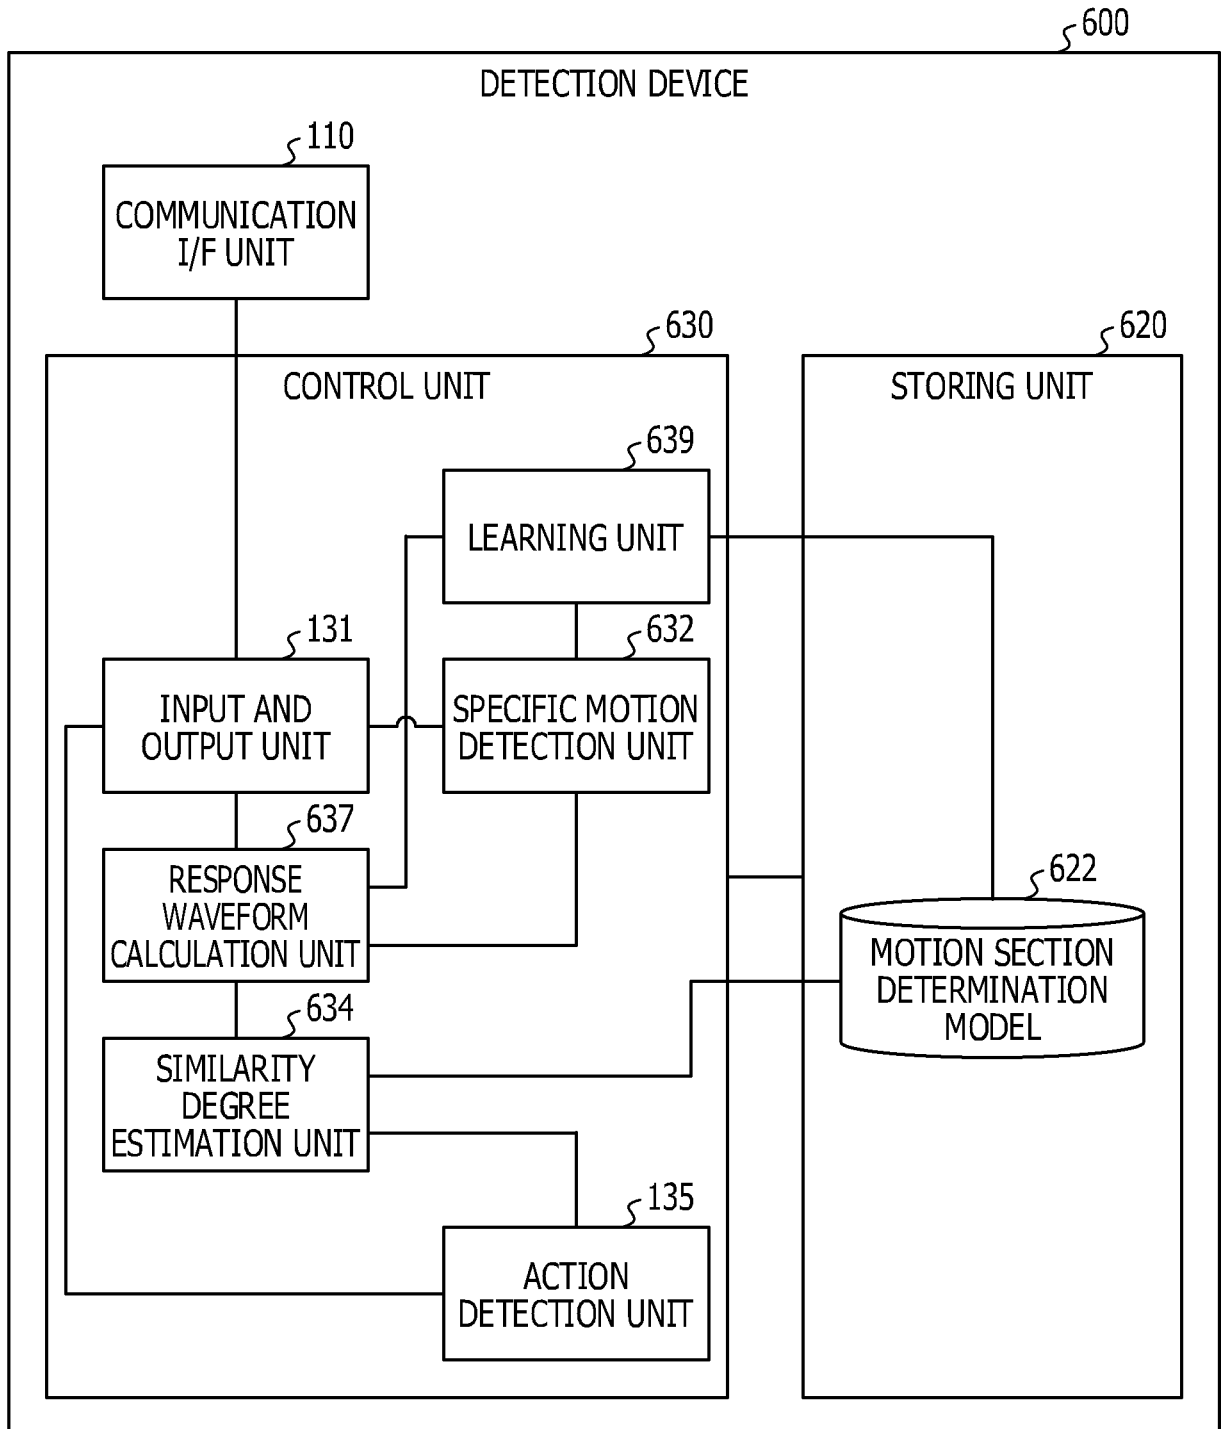 600
DETECTION DEVICE
110
COMMUNICATION
I/F UNIT
630
CONTROL UNIT
620
STORING UNIT
639
LEARNING UNIT
131
INPUT AND
OUTPUT UNIT
632
SPECIFIC MOTION
DETECTION UNIT
637
RESPONSE
WAVEFORM
CALCULATION UNIT
622
MOTION SECTION
DETERMINATION
MODEL
634
SIMILARITY
DEGREE
ESTIMATION UNIT
135
ACTION
DETECTION UNIT